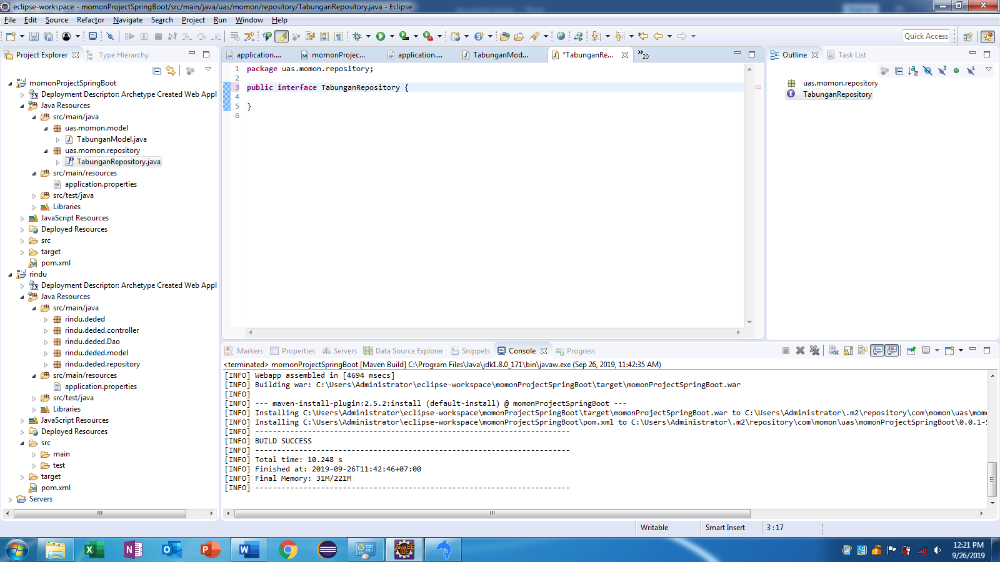 eclipse-workspace - momonProjectSpringBoot/src/main/java/uas/momon/repository/TabunganRepository.java - Eclipse
File Edit Source Refactor Navigate Search Project Run Window Help
Quick Access
Project Explorer Type Hierarchy
momonProjectSpringBoot
Deployment Descriptor: Archetype Created Web Appl
Java Resources
src/main/java
uas.momon.model
TabunganModel.java
uas.momon.repository
TabunganRepository.java
src/main/resources
application.properties
src/test/java
Libraries
JavaScript Resources
Deployed Resources
src
target
pom.xml
rindu
Deployment Descriptor: Archetype Created Web Appl
Java Resources
src/main/java
rindu.deded
rindu.deded.controller
rindu.deded.Dao
rindu.deded.model
rindu.deded.repository
src/main/resources
application.properties
src/test/java
Libraries
JavaScript Resources
Deployed Resources
src
main
test
target
pom.xml
Servers
application.... momonProjec... application.... TabunganMod... *TabunganRe... »20
1 package uas.momon.repository;
2
3 public interface TabunganRepository {
4
5 }
6
Outline Task List
uas.momon.repository
TabunganRepository
Markers Properties Servers Data Source Explorer Snippets Console Progress
<terminated> momonProjectSpringBoot [Maven Build] C:\Program Files\Java\jdk1.8.0_171\bin\javaw.exe (Sep 26, 2019, 11:42:35 AM)
[INFO] Webapp assembled in [4694 msecs]
[INFO] Building war: C:\Users\Administrator\eclipse-workspace\momonProjectSpringBoot\target\momonProjectSpringBoot.war
[INFO]
[INFO] --- maven-install-plugin:2.5.2:install (default-install) @ momonProjectSpringBoot ---
[INFO] Installing C:\Users\Administrator\eclipse-workspace\momonProjectSpringBoot\target\momonProjectSpringBoot.war to C:\Users\Administrator\.m2\repository\com\momon\uas\momo
[INFO] Installing C:\Users\Administrator\eclipse-workspace\momonProjectSpringBoot\pom.xml to C:\Users\Administrator\.m2\repository\com\momon\uas\momonProjectSpringBoot\0.0.1-S
[INFO] ------------------------------------------------------------------------
[INFO] BUILD SUCCESS
[INFO] ------------------------------------------------------------------------
[INFO] Total time: 10.248 s
[INFO] Finished at: 2019-09-26T11:42:46+07:00
[INFO] Final Memory: 31M/221M
[INFO] ------------------------------------------------------------------------
Writable Smart Insert 3 : 17
12:21 PM
9/26/2019